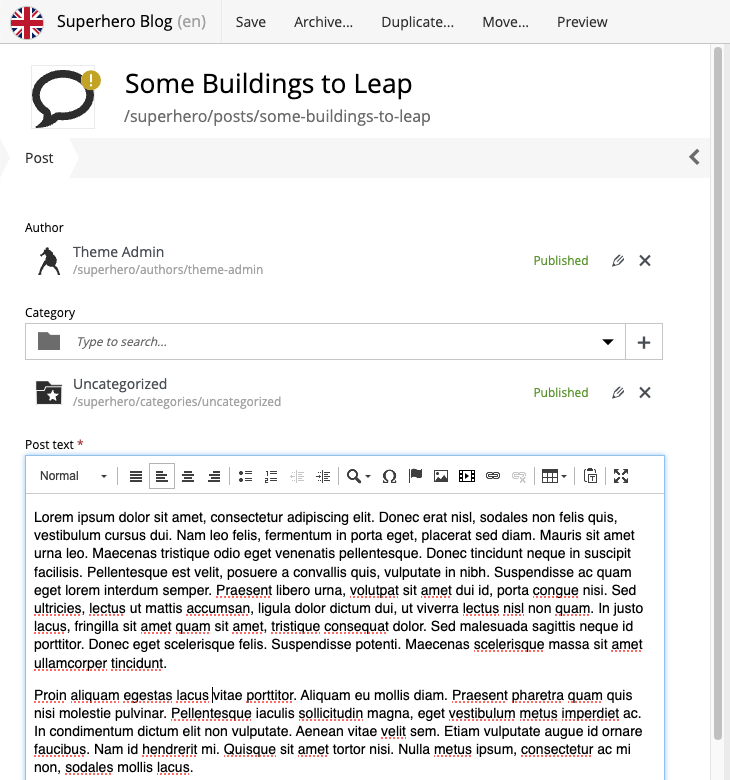 Superhero Blog (en) Save Archive... Duplicate... Move... Preview
Some Buildings to Leap
/superhero/posts/some-buildings-to-leap
Post
Author
Theme Admin
/superhero/authors/theme-admin
Published
Category
Type to search...
Uncategorized
/superhero/categories/uncategorized
Published
Post text *
Normal
Lorem ipsum dolor sit amet, consectetur adipiscing elit. Donec erat nisl, sodales non felis quis,
vestibulum cursus dui. Nam leo felis, fermentum in porta eget, placerat sed diam. Mauris sit amet
urna leo. Maecenas tristique odio eget venenatis pellentesque. Donec tincidunt neque in suscipit
facilisis. Pellentesque est velit, posuere a convallis quis, vulputate in nibh. Suspendisse ac quam
eget lorem interdum semper. Praesent libero urna, volutpat sit amet dui id, porta congue nisi. Sed
ultricies, lectus ut mattis accumsan, ligula dolor dictum dui, ut viverra lectus nisl non quam. In justo
lacus, fringilla sit amet quam sit amet, tristique consequat dolor. Sed malesuada sagittis neque id
porttitor. Donec eget scelerisque felis. Suspendisse potenti. Maecenas scelerisque massa sit amet
ullamcorper tincidunt.
Proin aliquam egestas lacus vitae porttitor. Aliquam eu mollis diam. Praesent pharetra quam quis
nisi molestie pulvinar. Pellentesque iaculis sollicitudin magna, eget vestibulum metus imperdiet ac.
In condimentum dictum elit non vulputate. Aenean vitae velit sem. Etiam vulputate augue id ornare
faucibus. Nam id hendrerit mi. Quisque sit amet tortor nisi. Nulla metus ipsum, consectetur ac mi
non, sodales mollis lacus.